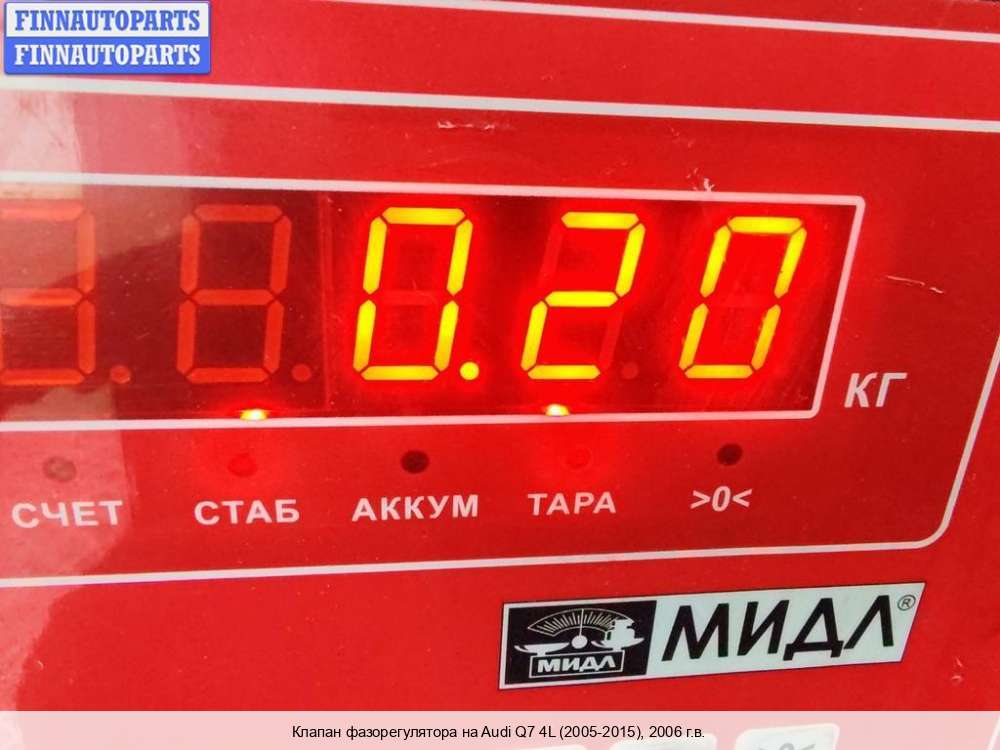 FINNAUTOPARTS
FINNAUTOPARTS
0.20
КГ
СЧЕТ СТАБ АККУМ ТАРА >0<
МИДЛ МИДЛ®
Клапан фазорегулятора на Audi Q7 4L (2005-2015), 2006 г.в.